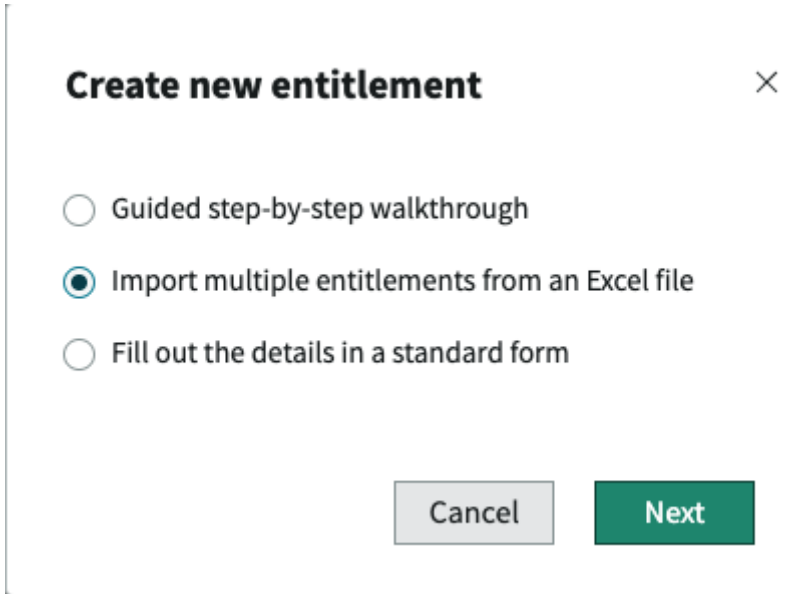 Create new entitlement
Guided step-by-step walkthrough
Import multiple entitlements from an Excel file
Fill out the details in a standard form
Cancel
Next